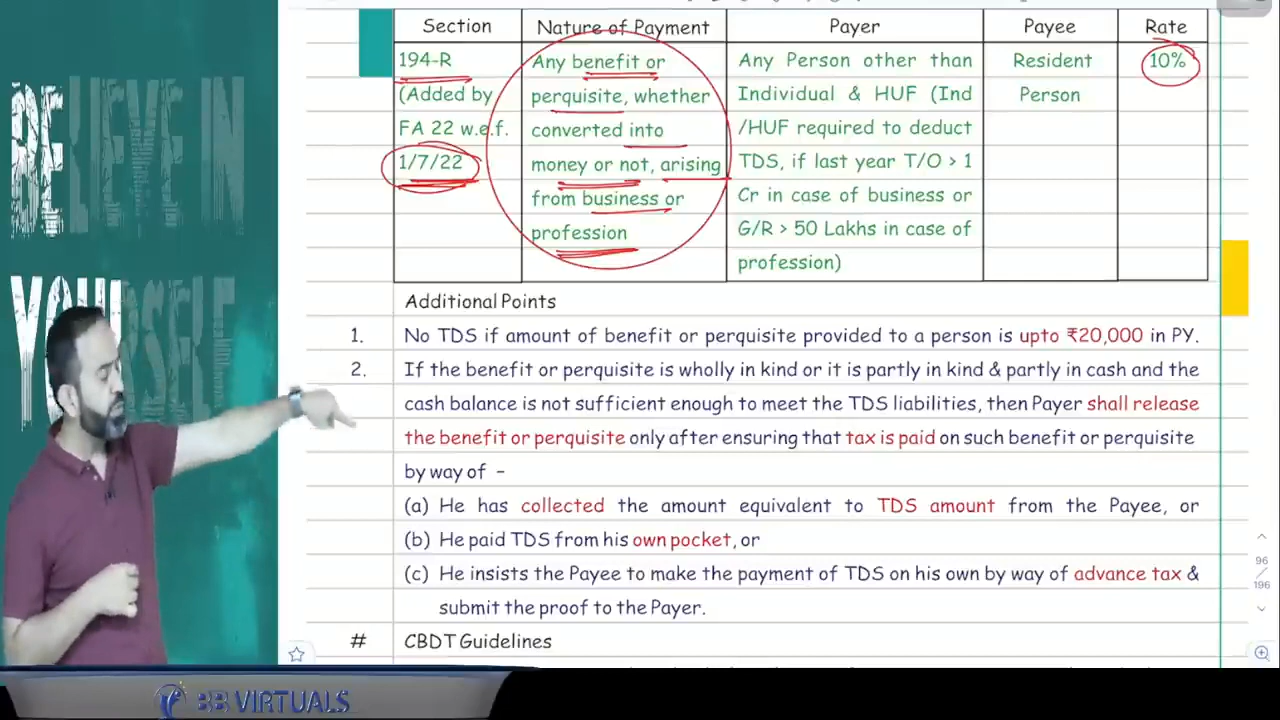 BELIEVE IN
YOURSELF
Section Nature of Payment Payer Payee Rate
194-R Any benefit or Any Person other than Resident 10%
(Added by perquisite, whether Individual & HUF (Ind Person
FA 22 w.e.f. converted into /HUF required to deduct
1/7/22 money or not, arising TDS, if last year T/O > 1
from business or Cr in case of business or
profession G/R > 50 Lakhs in case of
profession)
Additional Points
1. No TDS if amount of benefit or perquisite provided to a person is upto ₹20,000 in PY.
2. If the benefit or perquisite is wholly in kind or it is partly in kind & partly in cash and the
cash balance is not sufficient enough to meet the TDS liabilities, then Payer shall release
the benefit or perquisite only after ensuring that tax is paid on such benefit or perquisite
by way of –
(a) He has collected the amount equivalent to TDS amount from the Payee, or
(b) He paid TDS from his own pocket, or
(c) He insists the Payee to make the payment of TDS on his own by way of advance tax &
submit the proof to the Payer.
# CBDT Guidelines
96
/
196
BB VIRTUALS